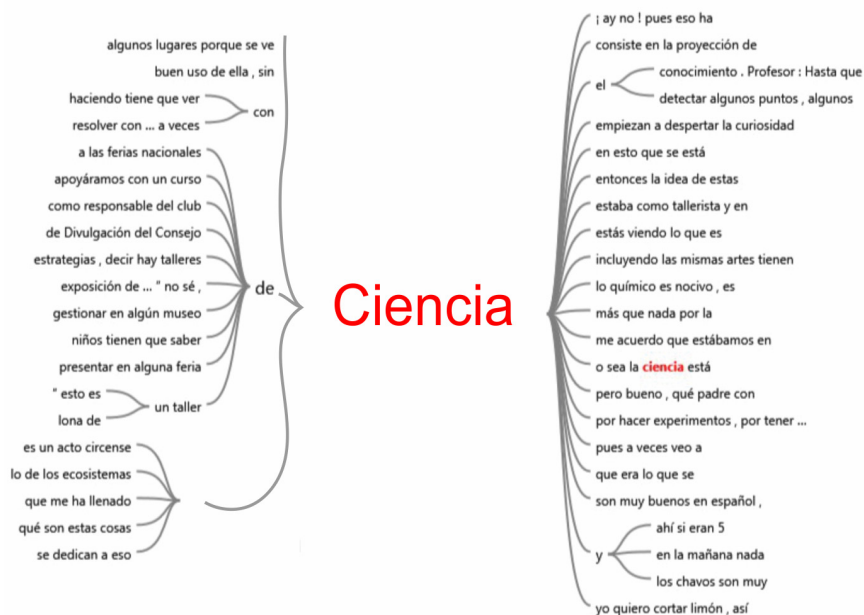 algunos lugares porque se ve
buen uso de ella , sin
haciendo tiene que ver
resolver con ... a veces
con
a las ferias nacionales
apoyáramos con un curso
como responsable del club
de Divulgación del Consejo
estrategias , decir hay talleres
exposición de ... " no sé ,
gestionar en algún museo
niños tienen que saber
presentar en alguna feria
" esto es
lona de
un taller
de
es un acto circense
lo de los ecosistemas
que me ha llenado
qué son estas cosas
se dedican a eso
Ciencia
¡ ay no ! pues eso ha
consiste en la proyección de
el
conocimiento . Profesor : Hasta que
detectar algunos puntos , algunos
empiezan a despertar la curiosidad
en esto que se está
entonces la idea de estas
estaba como tallerista y en
estás viendo lo que es
incluyendo las mismas artes tienen
lo químico es nocivo , es
más que nada por la
me acuerdo que estábamos en
o sea la ciencia está
pero bueno , qué padre con
por hacer experimentos , por tener ...
pues a veces veo a
que era lo que se
son muy buenos en español ,
y
ahí si eran 5
en la mañana nada
los chavos son muy
yo quiero cortar limón , así